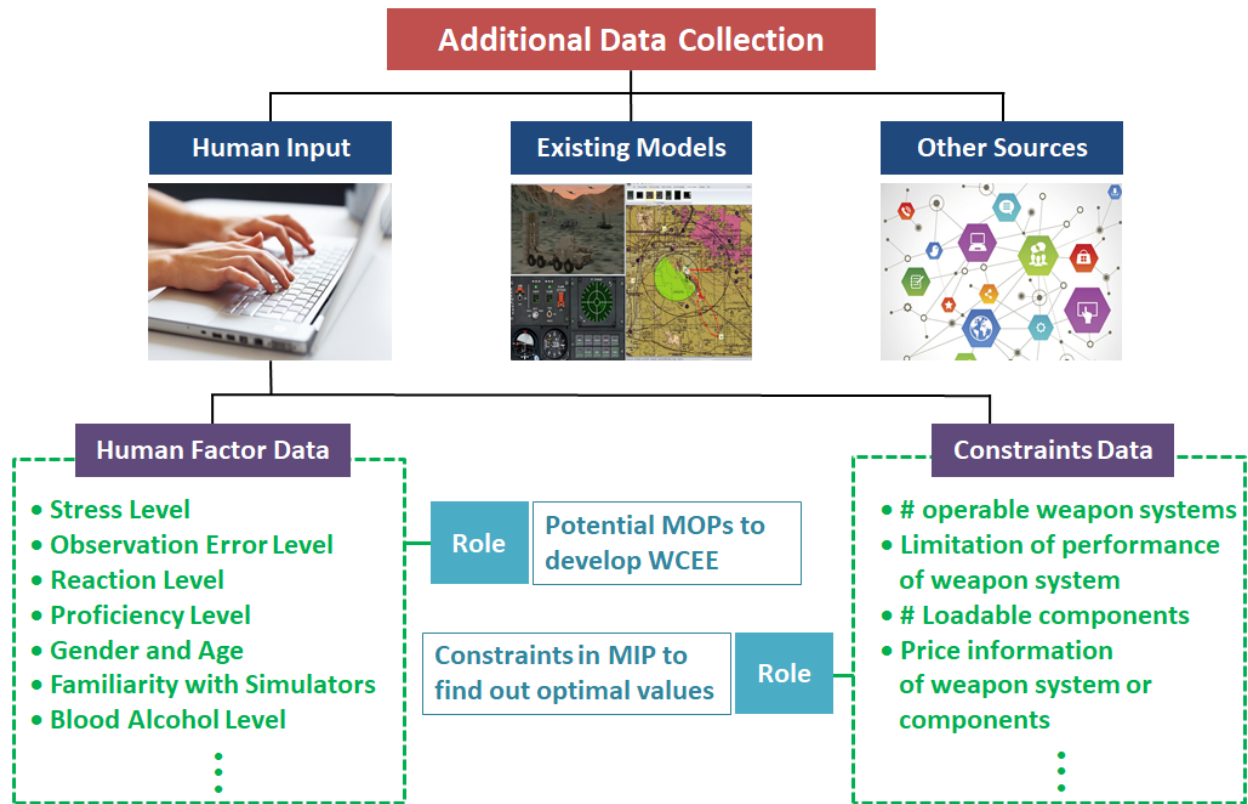 Additional Data Collection
Human Input
Existing Models
Other Sources
Human Factor Data
• Stress Level
• Observation Error Level
• Reaction Level
• Proficiency Level
• Gender and Age
• Familiarity with Simulators
• Blood Alcohol Level
Role
Potential MOPs to
develop WCEE
Constraints in MIP to
find out optimal values
Role
Constraints Data
• # operable weapon systems
• Limitation of performance
of weapon system
• # Loadable components
• Price information
of weapon system or
components